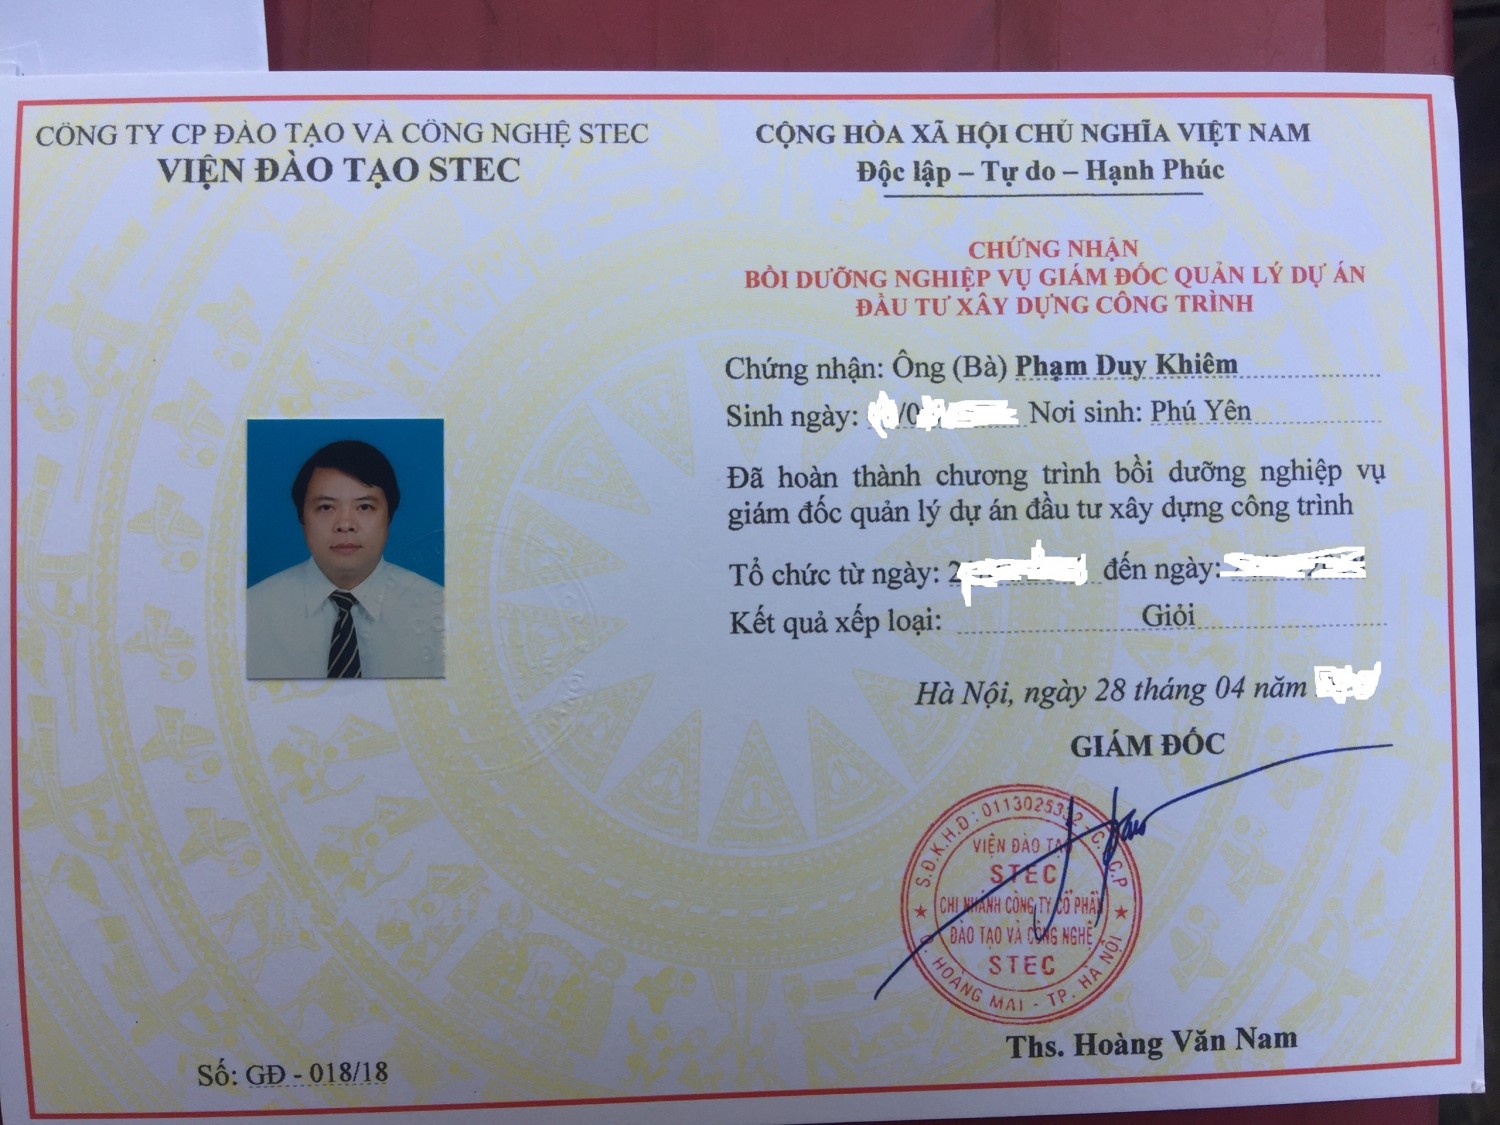 CÔNG TY CP ĐÀO TẠO VÀ CÔNG NGHỆ STEC
VIỆN ĐÀO TẠO STEC
CỘNG HÒA XÃ HỘI CHỦ NGHĨA VIỆT NAM
Độc lập – Tự do – Hạnh Phúc
CHỨNG NHẬN
BỒI DƯỠNG NGHIỆP VỤ GIÁM ĐỐC QUẢN LÝ DỰ ÁN
ĐẦU TƯ XÂY DỰNG CÔNG TRÌNH
Chứng nhận: Ông (Bà) Phạm Duy Khiêm
Sinh ngày: /0 Nơi sinh: Phú Yên
Đã hoàn thành chương trình bồi dưỡng nghiệp vụ
giám đốc quản lý dự án đầu tư xây dựng công trình
Tổ chức từ ngày: 2 đến ngày:
Kết quả xếp loại: Giỏi
Hà Nội, ngày 28 tháng 04 năm
GIÁM ĐỐC
S.Đ.K.H.Đ: 0113025332 C.T.C.P
VIỆN ĐÀO TẠO
STEC
CHI NHÁNH CÔNG TY CỔ PHẦN
ĐÀO TẠO VÀ CÔNG NGHỆ
STEC
Q. HOÀNG MAI - TP. HÀ NỘI
Ths. Hoàng Văn Nam
Số: GĐ - 018/18